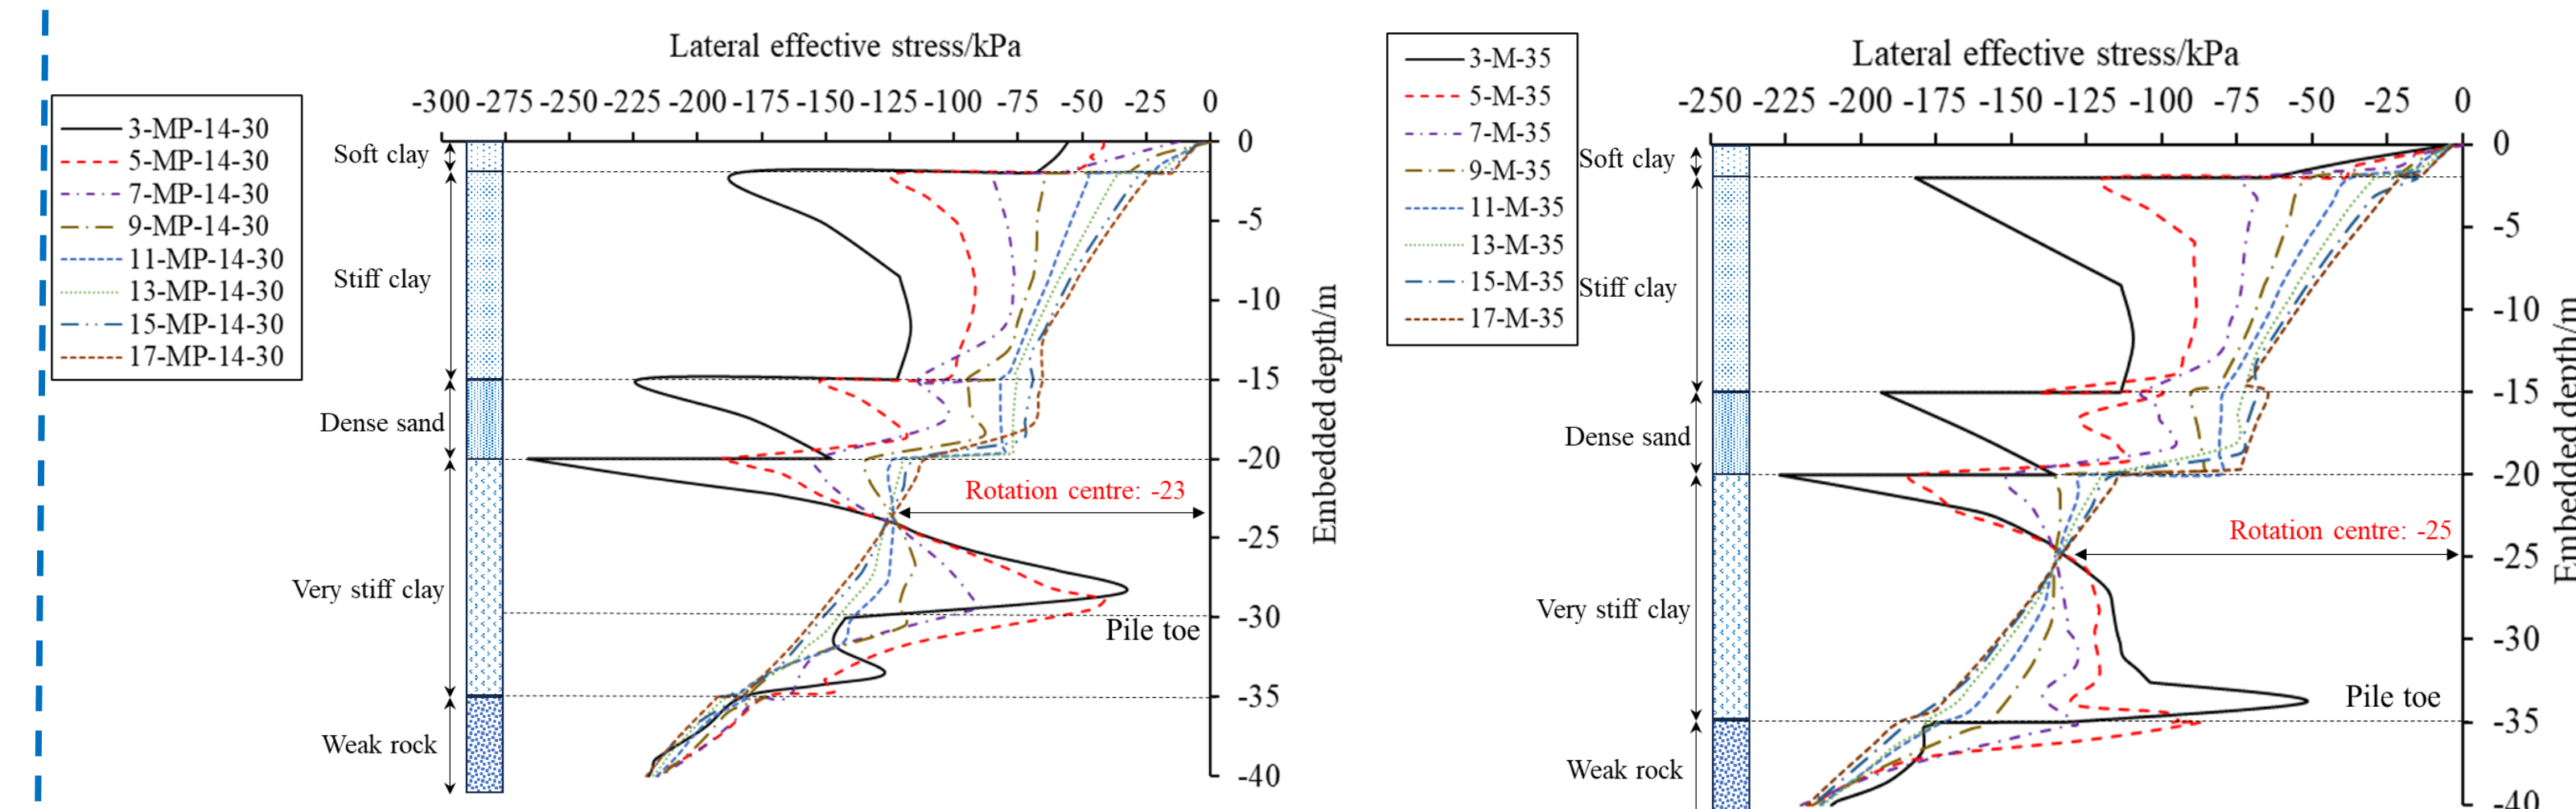 Lateral effective stress/kPa
-300 -275 -250 -225 -200 -175 -150 -125 -100 -75 -50 -25 0
3-MP-14-30
5-MP-14-30
7-MP-14-30
9-MP-14-30
11-MP-14-30
13-MP-14-30
15-MP-14-30
17-MP-14-30
Soft clay
Stiff clay
Dense sand
Very stiff clay
Weak rock
0
-5
-10
-15
-20
-25
-30
-35
-40
Embedded depth/m
Rotation centre: -23
Pile toe
Lateral effective stress/kPa
-250 -225 -200 -175 -150 -125 -100 -75 -50 -25 0
3-M-35
5-M-35
7-M-35
9-M-35
11-M-35
13-M-35
15-M-35
17-M-35
Soft clay
Stiff clay
Dense sand
Very stiff clay
Weak rock
0
-5
-10
-15
-20
-25
-30
-35
-40
Embedded depth/m
Rotation centre: -25
Pile toe